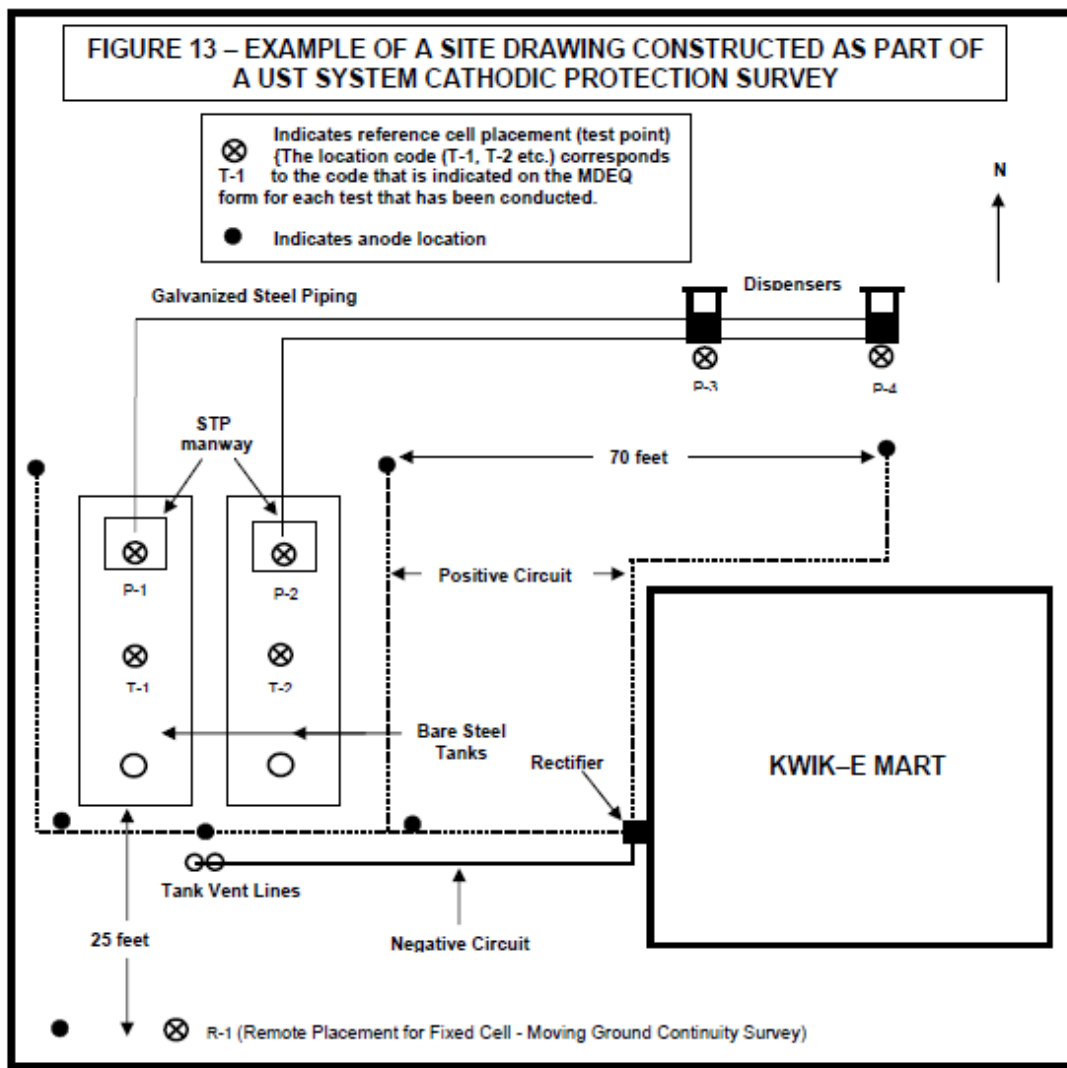 FIGURE 13 – EXAMPLE OF A SITE DRAWING CONSTRUCTED AS PART OF
A UST SYSTEM CATHODIC PROTECTION SURVEY
Indicates reference cell placement (test point)
{The location code (T-1, T-2 etc.) corresponds
T-1 to the code that is indicated on the MDEQ
form for each test that has been conducted.
Indicates anode location
N
Galvanized Steel Piping
Dispensers
P-3
P-4
STP
manway
70 feet
Positive Circuit
P-1
P-2
T-1
T-2
Bare Steel
Tanks
Rectifier
KWIK–E MART
Tank Vent Lines
25 feet
Negative Circuit
R-1 (Remote Placement for Fixed Cell - Moving Ground Continuity Survey)